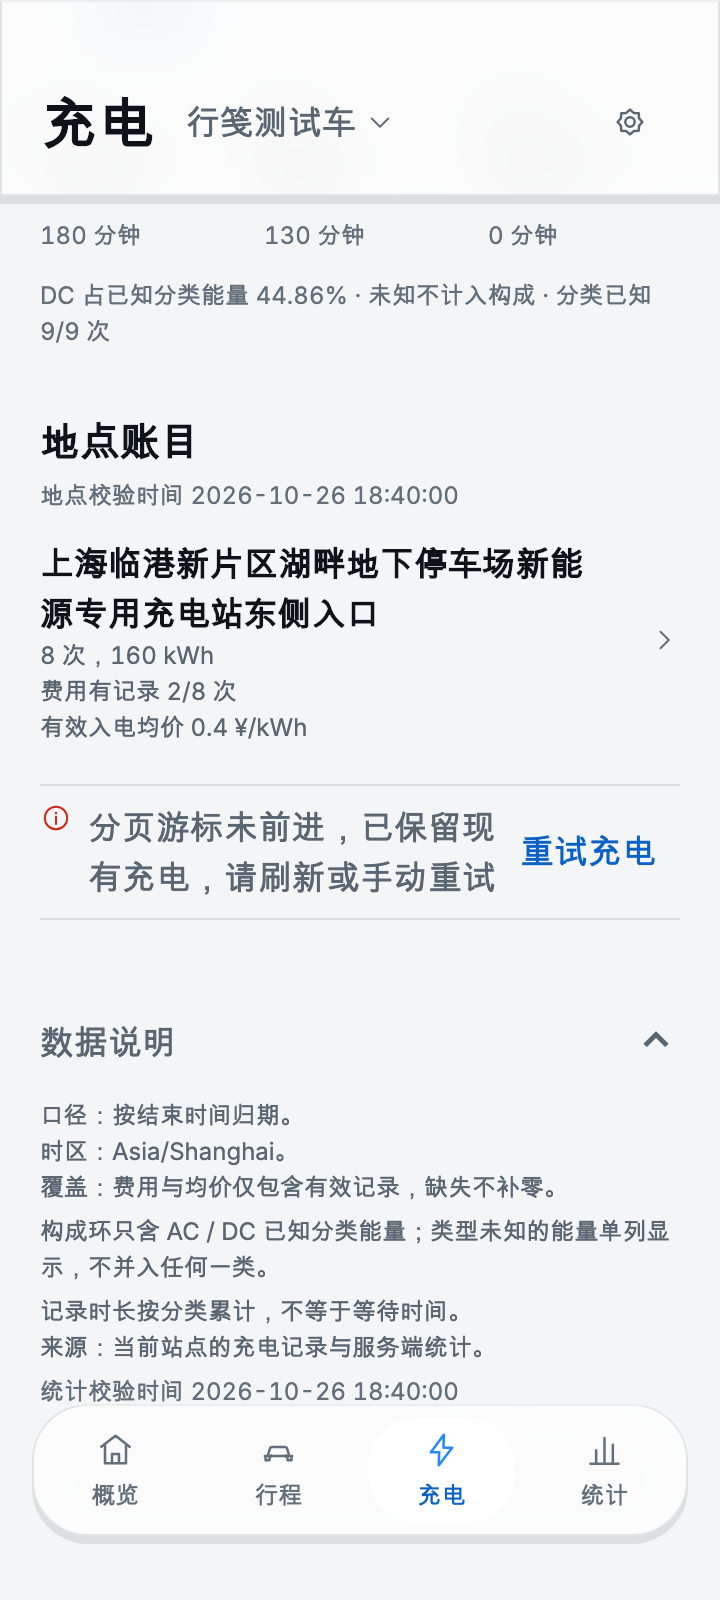 充电 行笺测试车
180 分钟 130 分钟 0 分钟
DC 占已知分类能量 44.86% · 未知不计入构成 · 分类已知
9/9 次
地点账目
地点校验时间 2026-10-26 18:40:00
上海临港新片区湖畔地下停车场新能
源专用充电站东侧入口
8 次，160 kWh
费用有记录 2/8 次
有效入电均价 0.4 ¥/kWh
分页游标未前进，已保留现
有充电，请刷新或手动重试
重试充电
数据说明
口径：按结束时间归期。
时区：Asia/Shanghai。
覆盖：费用与均价仅包含有效记录，缺失不补零。
构成环只含 AC / DC 已知分类能量；类型未知的能量单列显
示，不并入任何一类。
记录时长按分类累计，不等于等待时间。
来源：当前站点的充电记录与服务端统计。
统计校验时间 2026-10-26 18:40:00
概览 行程 充电 统计